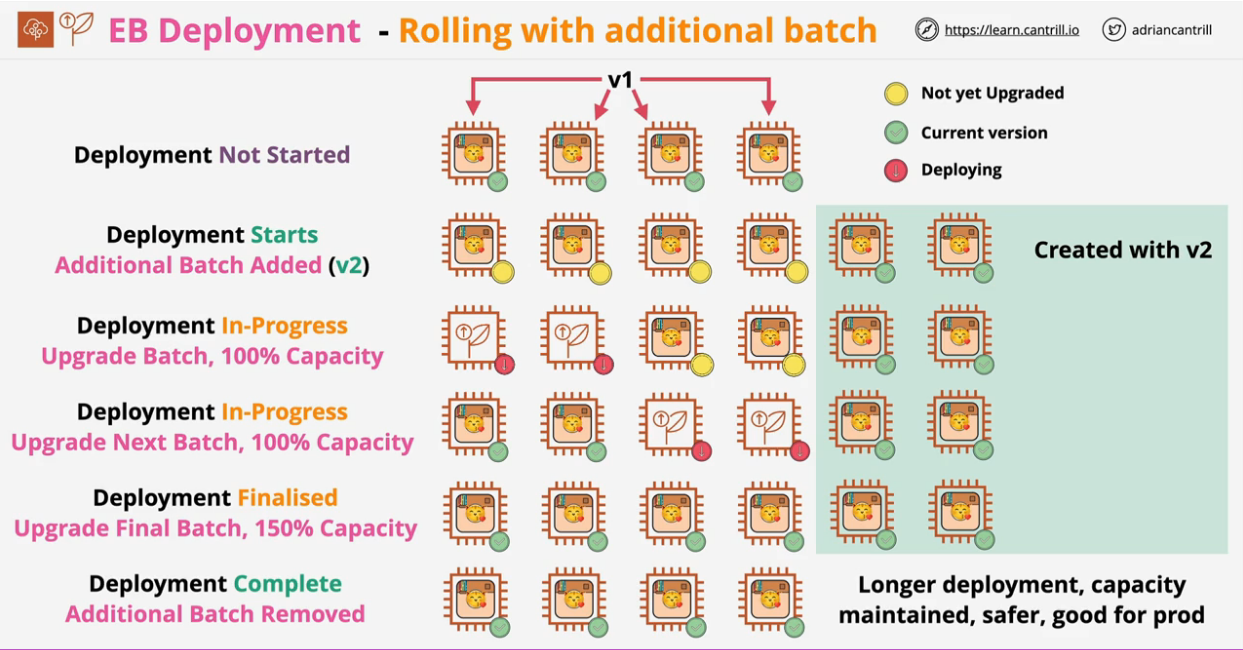 EB Deployment - Rolling with additional batch
https://learn.cantrill.io
adriancantrill
v1
Not yet Upgraded
Current version
Deploying
Deployment Not Started
Deployment Starts
Additional Batch Added (v2)
Created with v2
Deployment In-Progress
Upgrade Batch, 100% Capacity
Deployment In-Progress
Upgrade Next Batch, 100% Capacity
Deployment Finalised
Upgrade Final Batch, 150% Capacity
Deployment Complete
Additional Batch Removed
Longer deployment, capacity
maintained, safer, good for prod